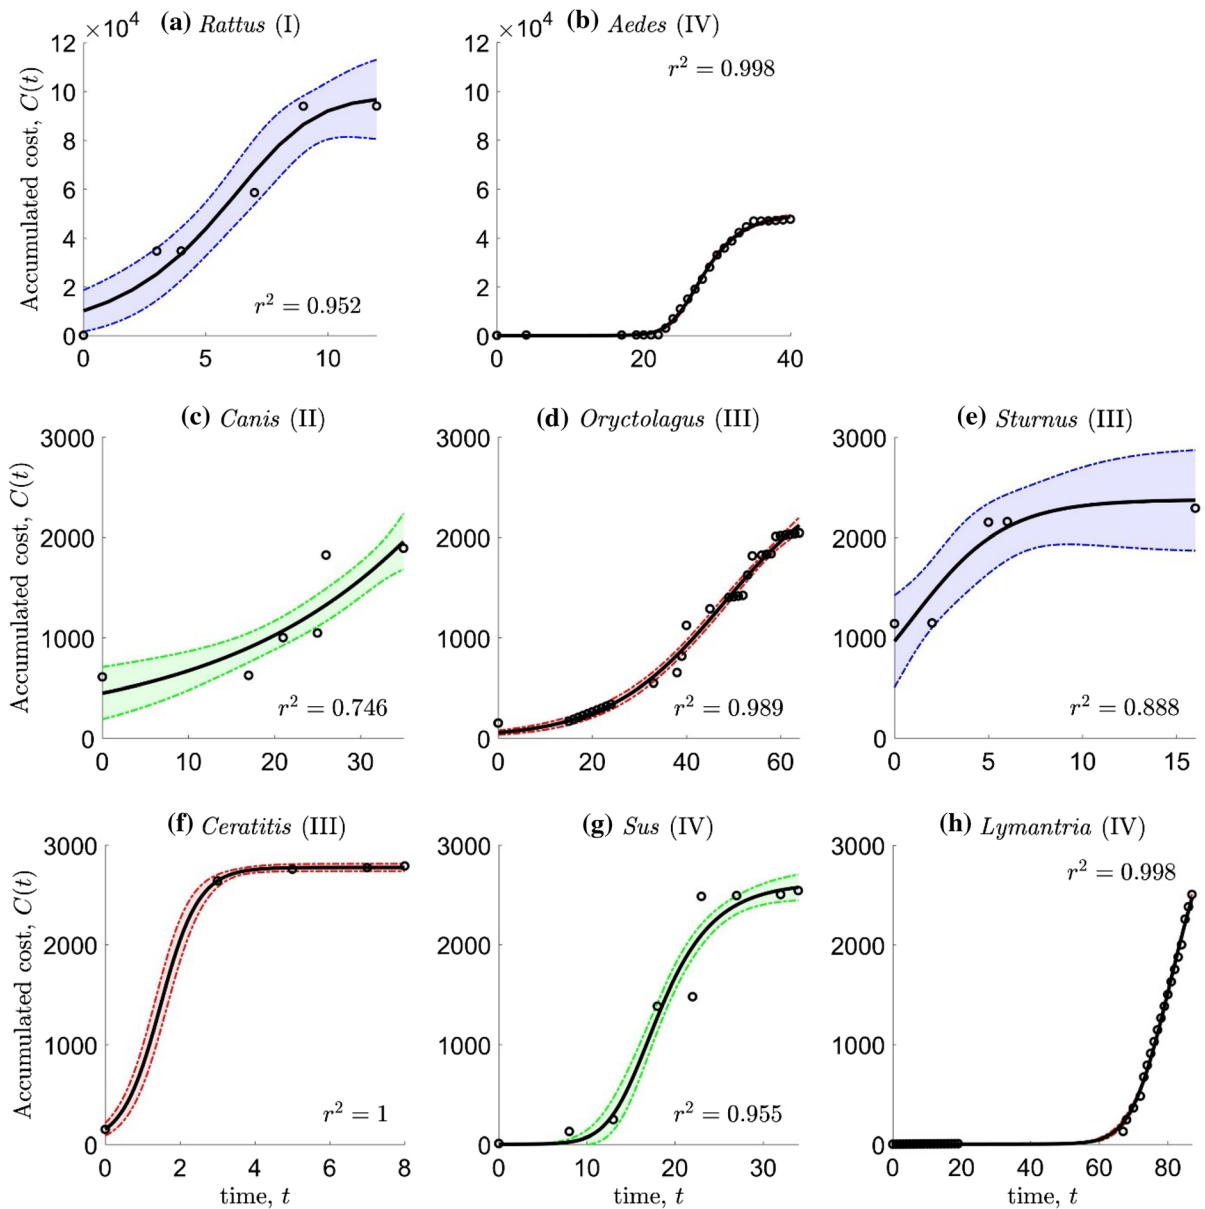 (a) Rattus (I)
×10⁴
Accumulated cost, C(t)
12
10
8
6
4
2
0
r² = 0.952
0 5 10
(b) Aedes (IV)
×10⁴
12
10
8
6
4
2
0
r² = 0.998
0 20 40
(c) Canis (II)
Accumulated cost, C(t)
3000
2000
1000
0
r² = 0.746
0 10 20 30
(d) Oryctolagus (III)
3000
2000
1000
0
r² = 0.989
0 20 40 60
(e) Sturnus (III)
3000
2000
1000
0
r² = 0.888
0 5 10 15
(f) Ceratitis (III)
Accumulated cost, C(t)
3000
2000
1000
0
r² = 1
0 2 4 6 8
time, t
(g) Sus (IV)
3000
2000
1000
0
r² = 0.955
0 10 20 30
time, t
(h) Lymantria (IV)
3000
2000
1000
0
r² = 0.998
0 20 40 60 80
time, t